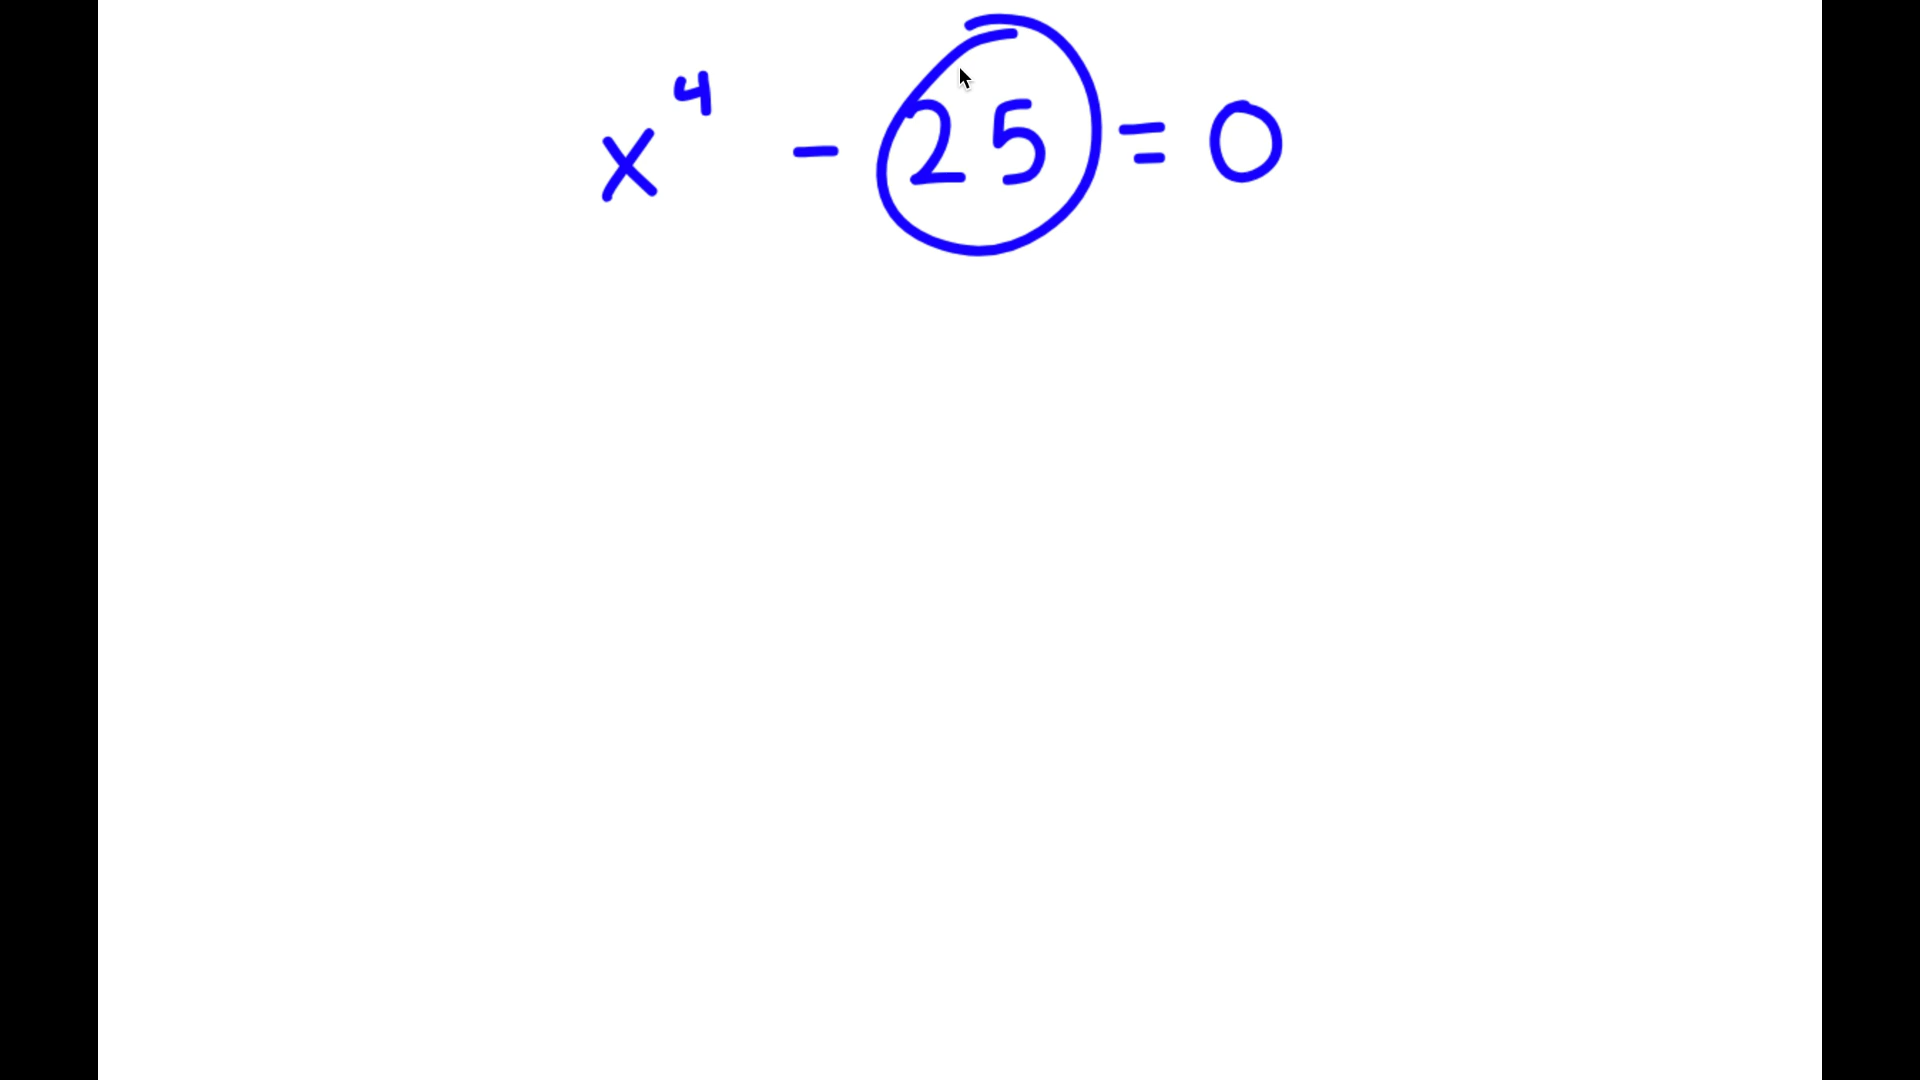 x⁴ - 25 = 0